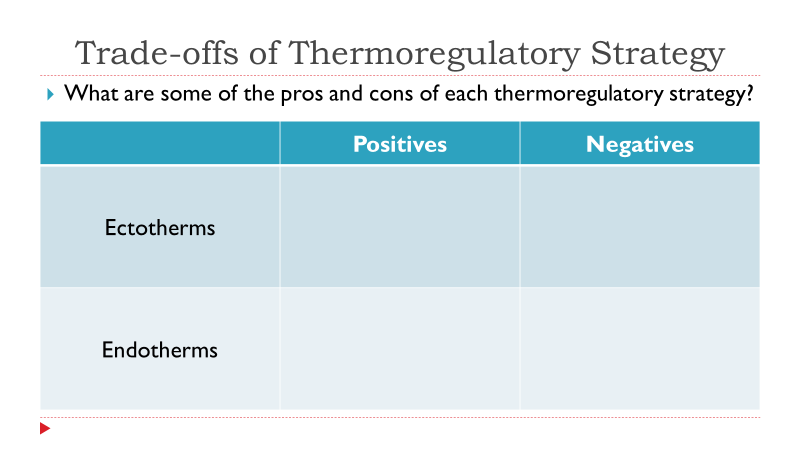 Trade-offs of Thermoregulatory Strategy
What are some of the pros and cons of each thermoregulatory strategy?
Positives Negatives
Ectotherms
Endotherms